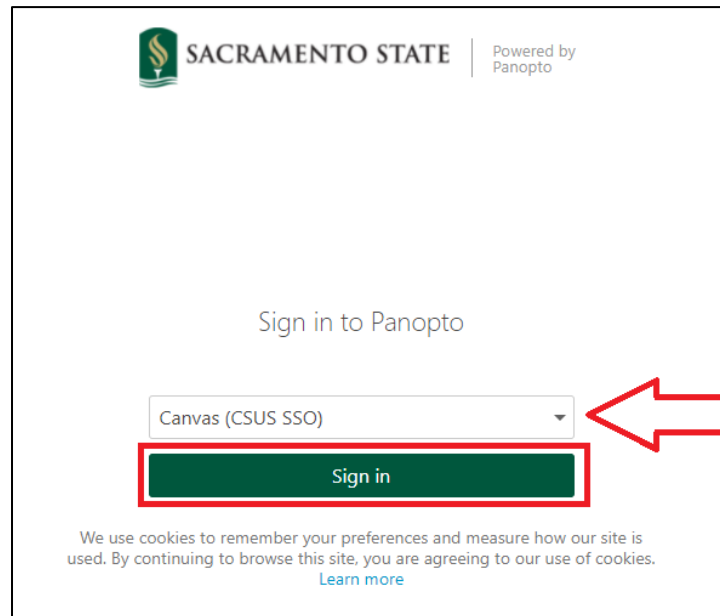 SACRAMENTO STATE
Powered by
Panopto
Sign in to Panopto
Canvas (CSUS SSO)
Sign in
We use cookies to remember your preferences and measure how our site is
used. By continuing to browse this site, you are agreeing to our use of cookies.
Learn more